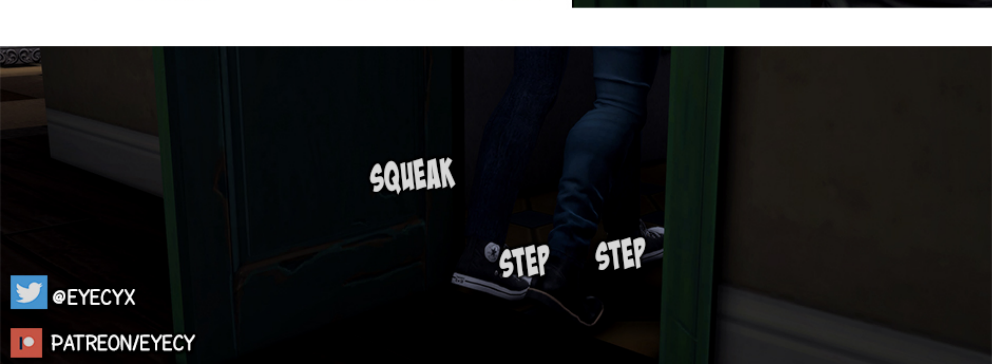 SQUEAK
STEP
STEP
@EYECYX
PATREON/EYECY